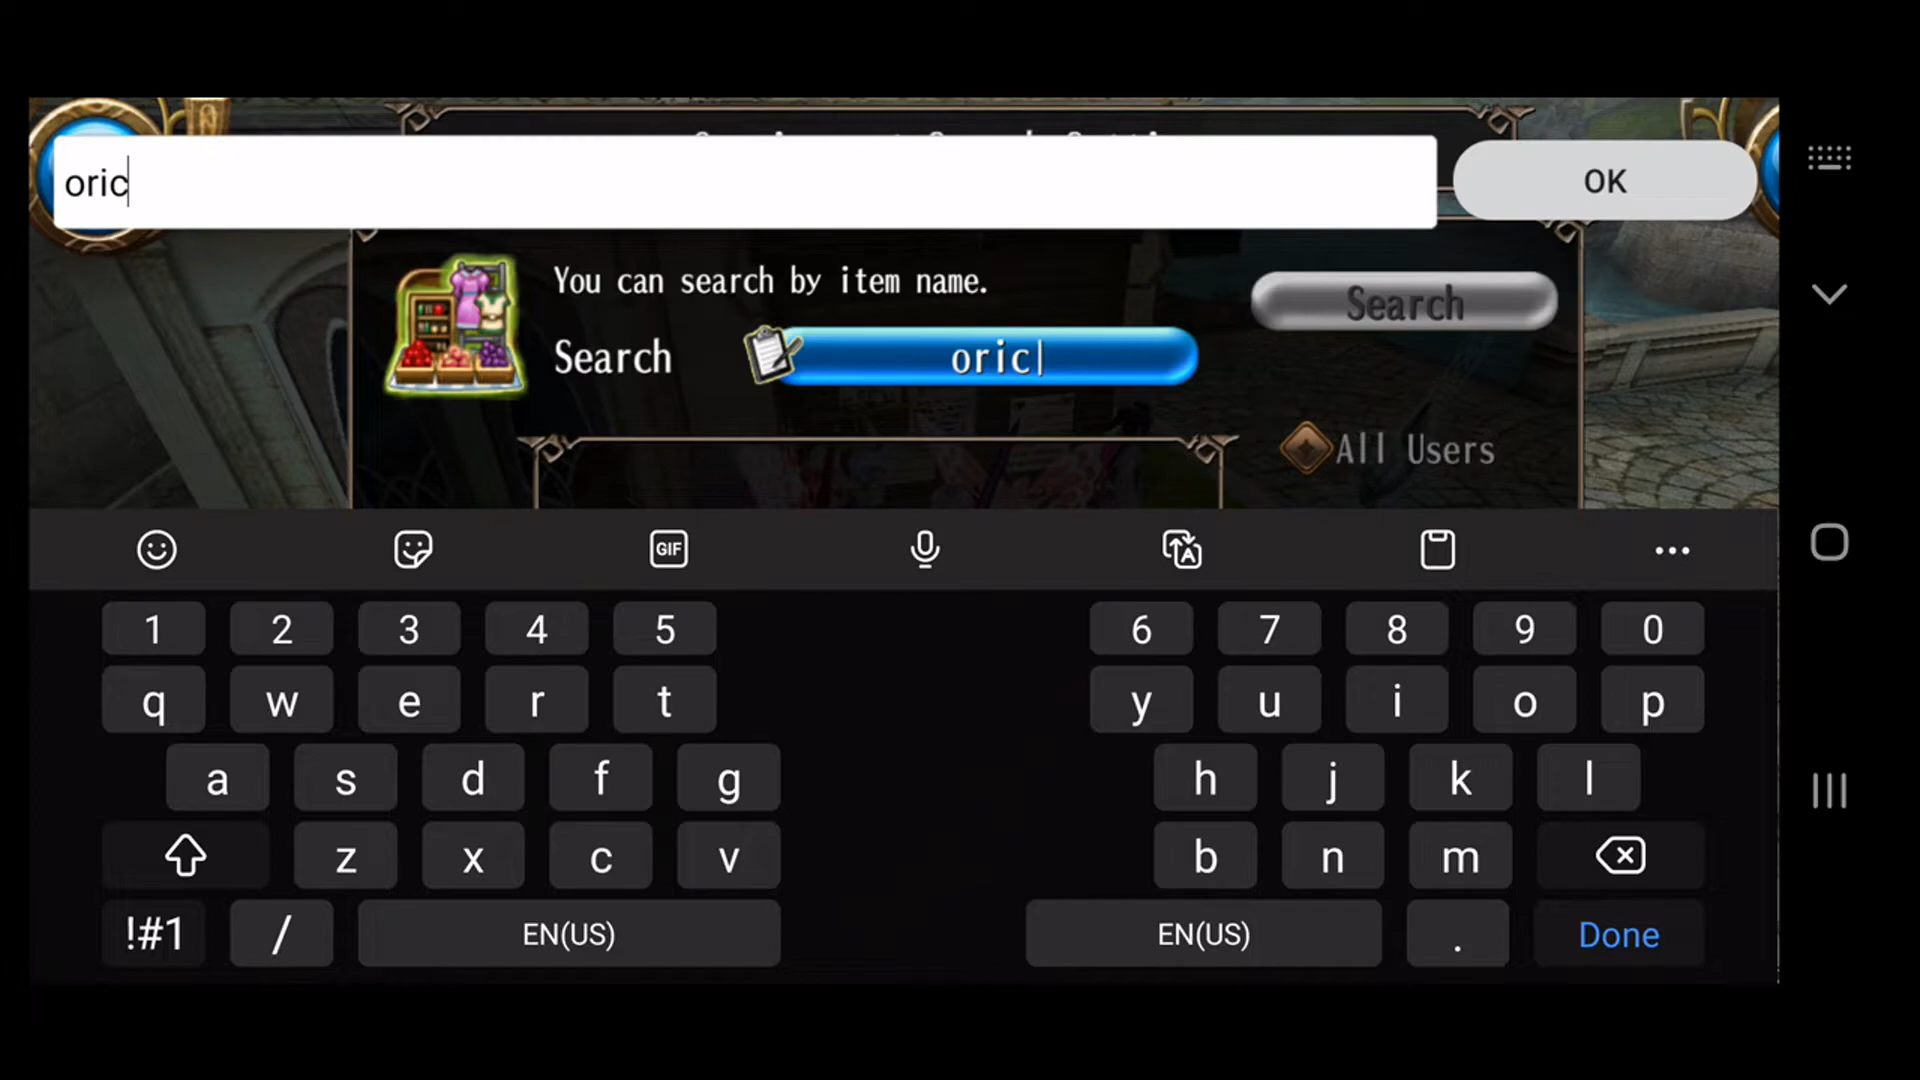 oric
OK
You can search by item name.
Search
Search
oric
All Users
GIF
1 2 3 4 5 6 7 8 9 0
q w e r t y u i o p
a s d f g h j k l
z x c v b n m
!#1 / EN(US) EN(US) . Done